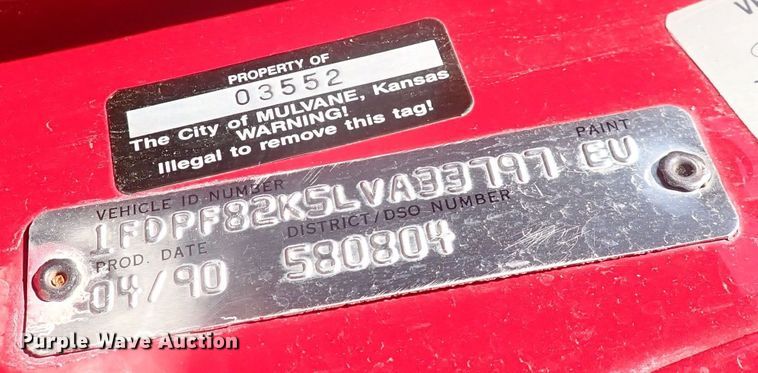 PROPERTY OF
03552
The City of MULVANE, Kansas
WARNING!
Illegal to remove this tag!
VEHICLE ID NUMBER PAINT
1FDPF82K5LVA33797 EU
PROD. DATE DISTRICT/DSO NUMBER
04/90 580804
Purple Wave Auction